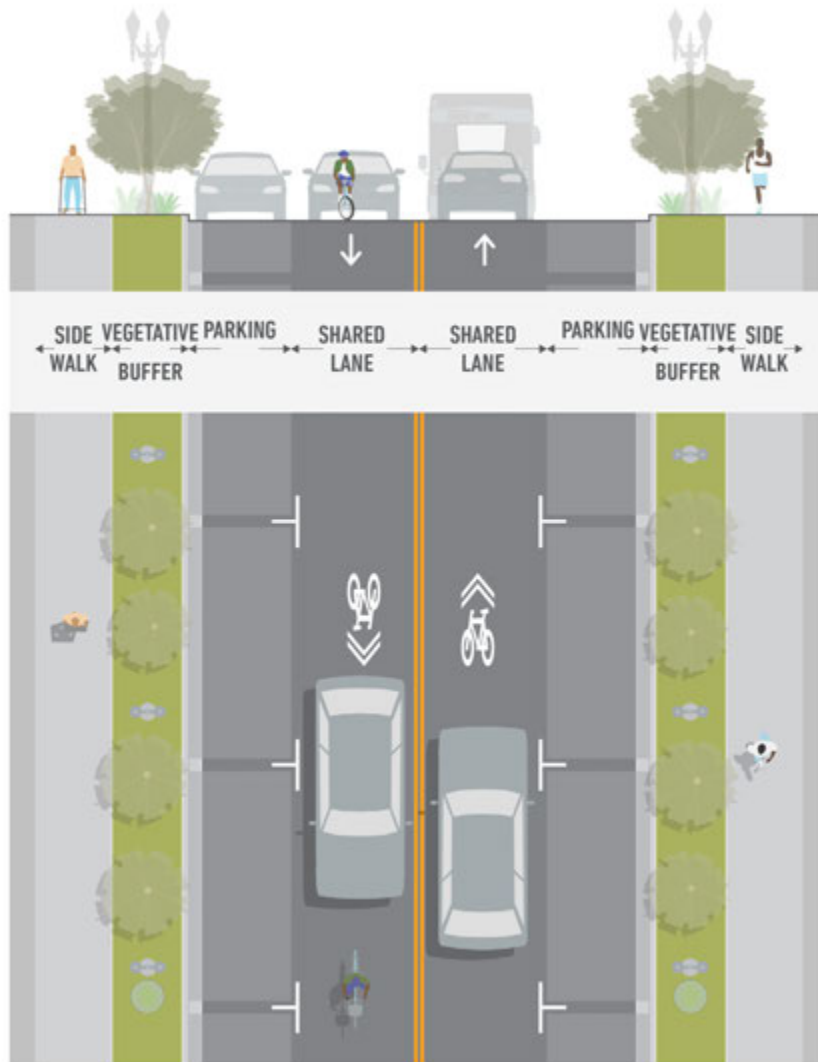 SIDE
WALK
VEGETATIVE
BUFFER
PARKING
SHARED
LANE
SHARED
LANE
PARKING
VEGETATIVE
BUFFER
SIDE
WALK